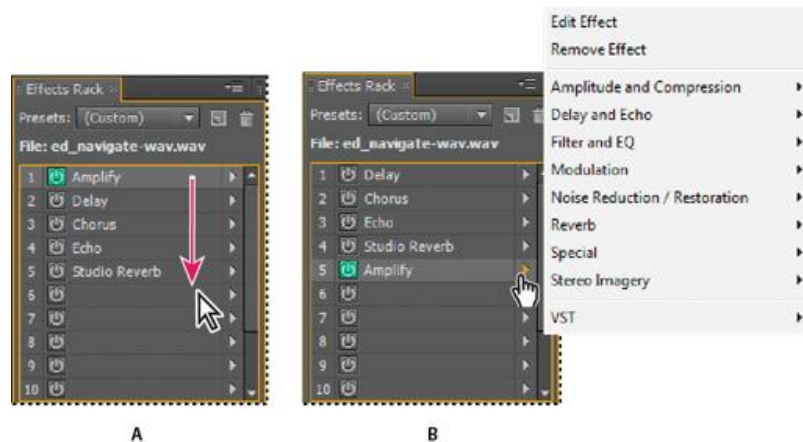 Effects Rack ×
Presets: (Custom)
File: ed_navigate-wav.wav
1 Amplify
2 Delay
3 Chorus
4 Echo
5 Studio Reverb
6
7
8
9
10
A
Effects Rack ×
Presets: (Custom)
File: ed_navigate-wav.wav
1 Delay
2 Chorus
3 Echo
4 Studio Reverb
5 Amplify
6
7
8
9
10
B
Edit Effect
Remove Effect
Amplitude and Compression
Delay and Echo
Filter and EQ
Modulation
Noise Reduction / Restoration
Reverb
Special
Stereo Imagery
VST